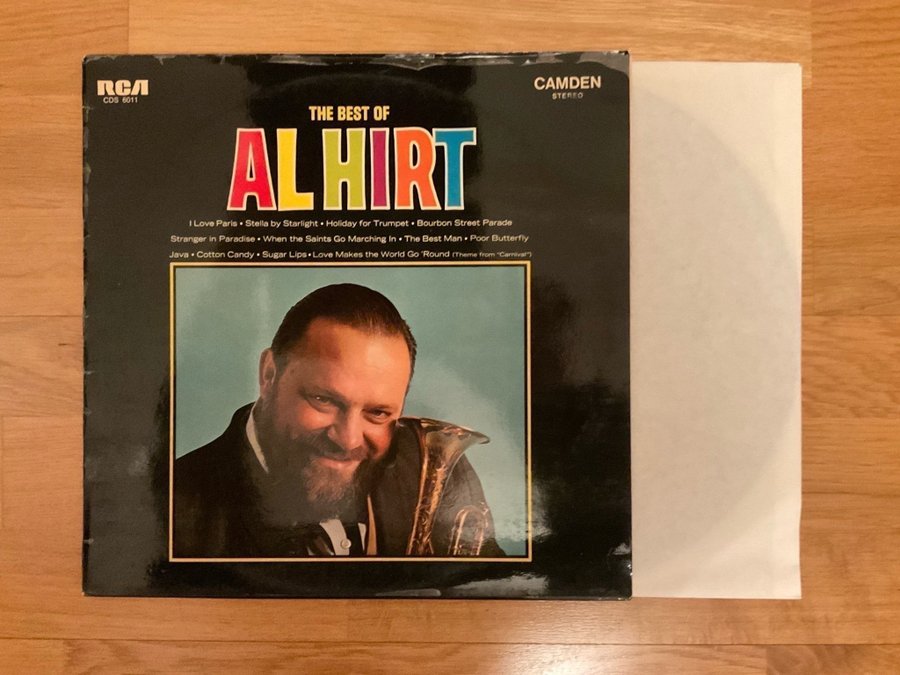 RCA
CDS 6011
CAMDEN
STEREO
THE BEST OF
AL HIRT
I Love Paris • Stella by Starlight • Holiday for Trumpet • Bourbon Street Parade
Stranger in Paradise • When the Saints Go Marching In • The Best Man • Poor Butterfly
Java • Cotton Candy • Sugar Lips • Love Makes the World Go 'Round (Theme from "Carnival")